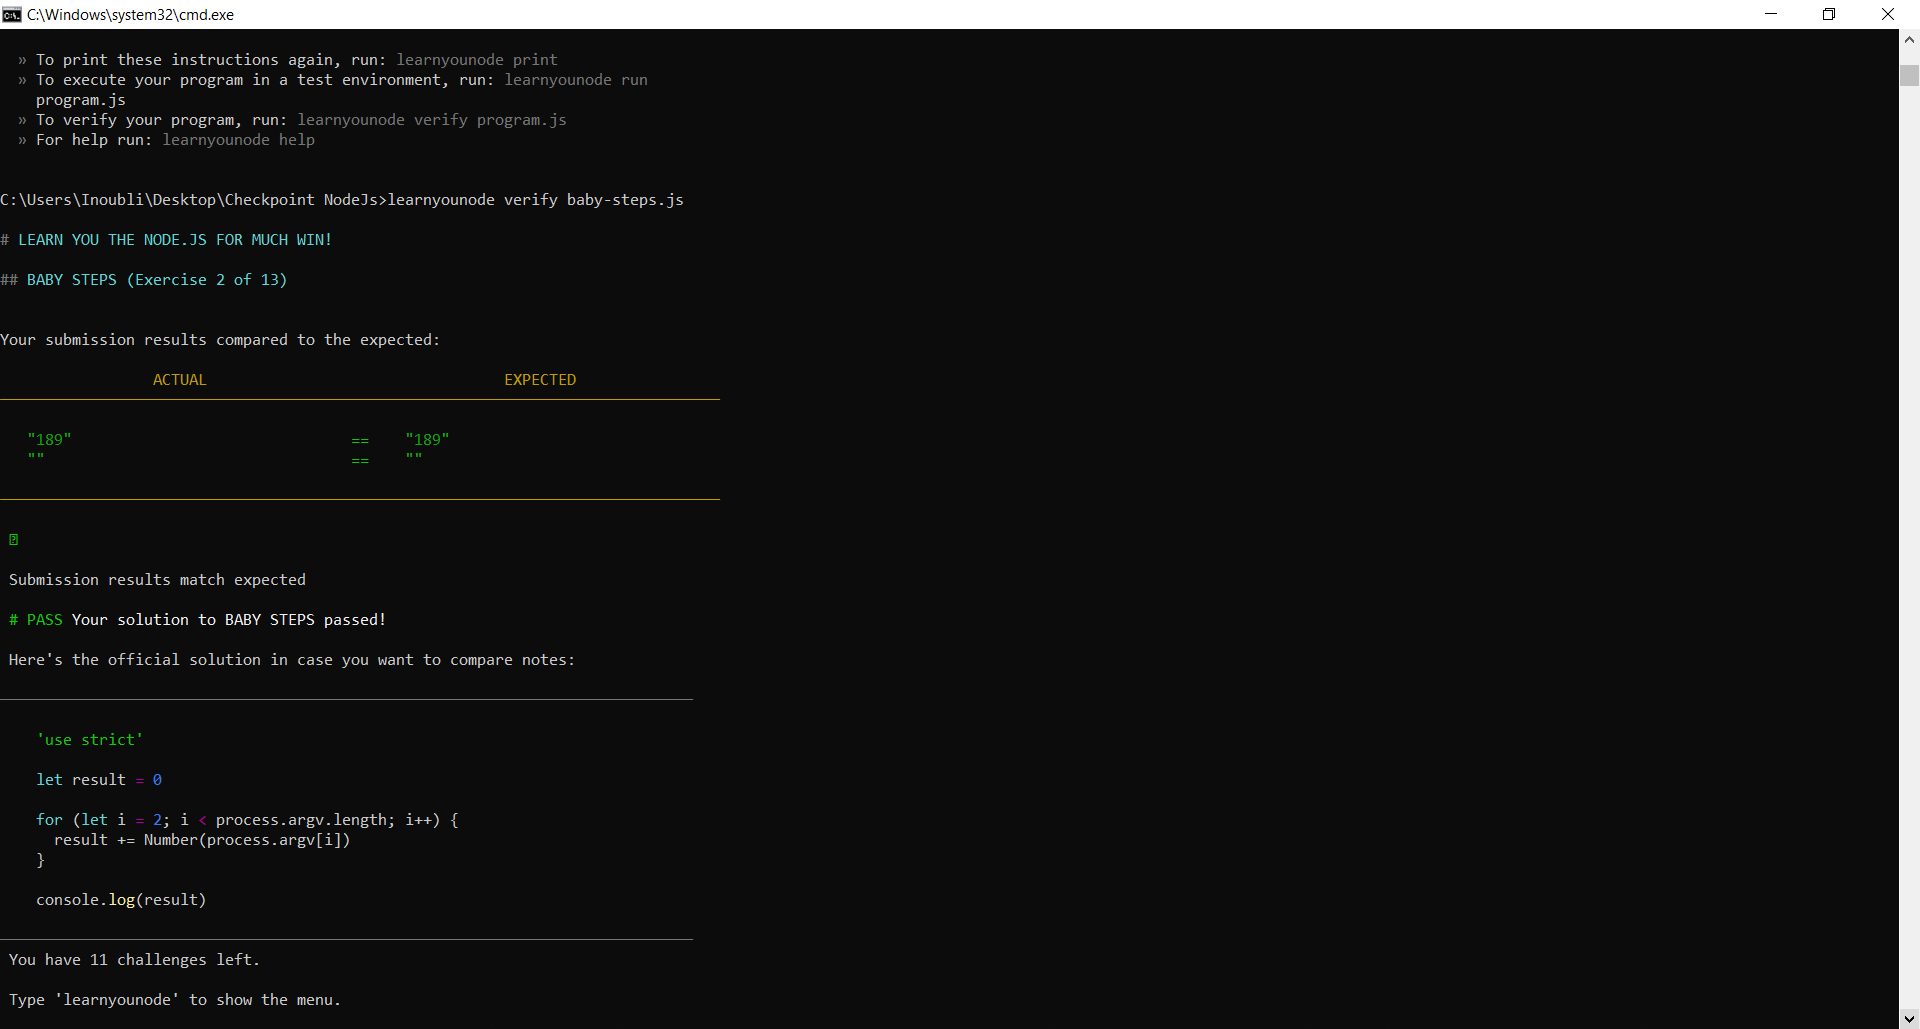 C:\Windows\system32\cmd.exe
» To print these instructions again, run: learnyounode print
» To execute your program in a test environment, run: learnyounode run
program.js
» To verify your program, run: learnyounode verify program.js
» For help run: learnyounode help
C:\Users\Inoubli\Desktop\Checkpoint NodeJs>learnyounode verify baby-steps.js
# LEARN YOU THE NODE.JS FOR MUCH WIN!
## BABY STEPS (Exercise 2 of 13)
Your submission results compared to the expected:
ACTUAL EXPECTED
"189" == "189"
"" == ""
Submission results match expected
# PASS Your solution to BABY STEPS passed!
Here's the official solution in case you want to compare notes:
'use strict'
let result = 0
for (let i = 2; i < process.argv.length; i++) {
result += Number(process.argv[i])
}
console.log(result)
You have 11 challenges left.
Type 'learnyounode' to show the menu.